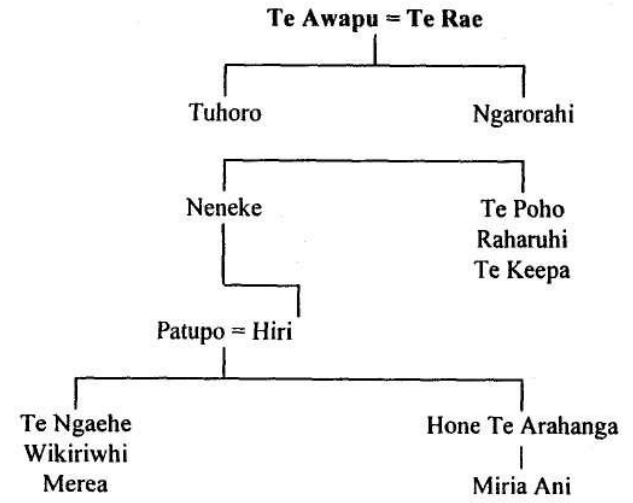 Te Awapu = Te Rae
Tuhoro Ngarorahi
Neneke Te Poho
Raharuhi
Te Keepa
Patupo = Hiri
Te Ngaehe Hone Te Arahanga
Wikiriwhi
Merea Miria Ani